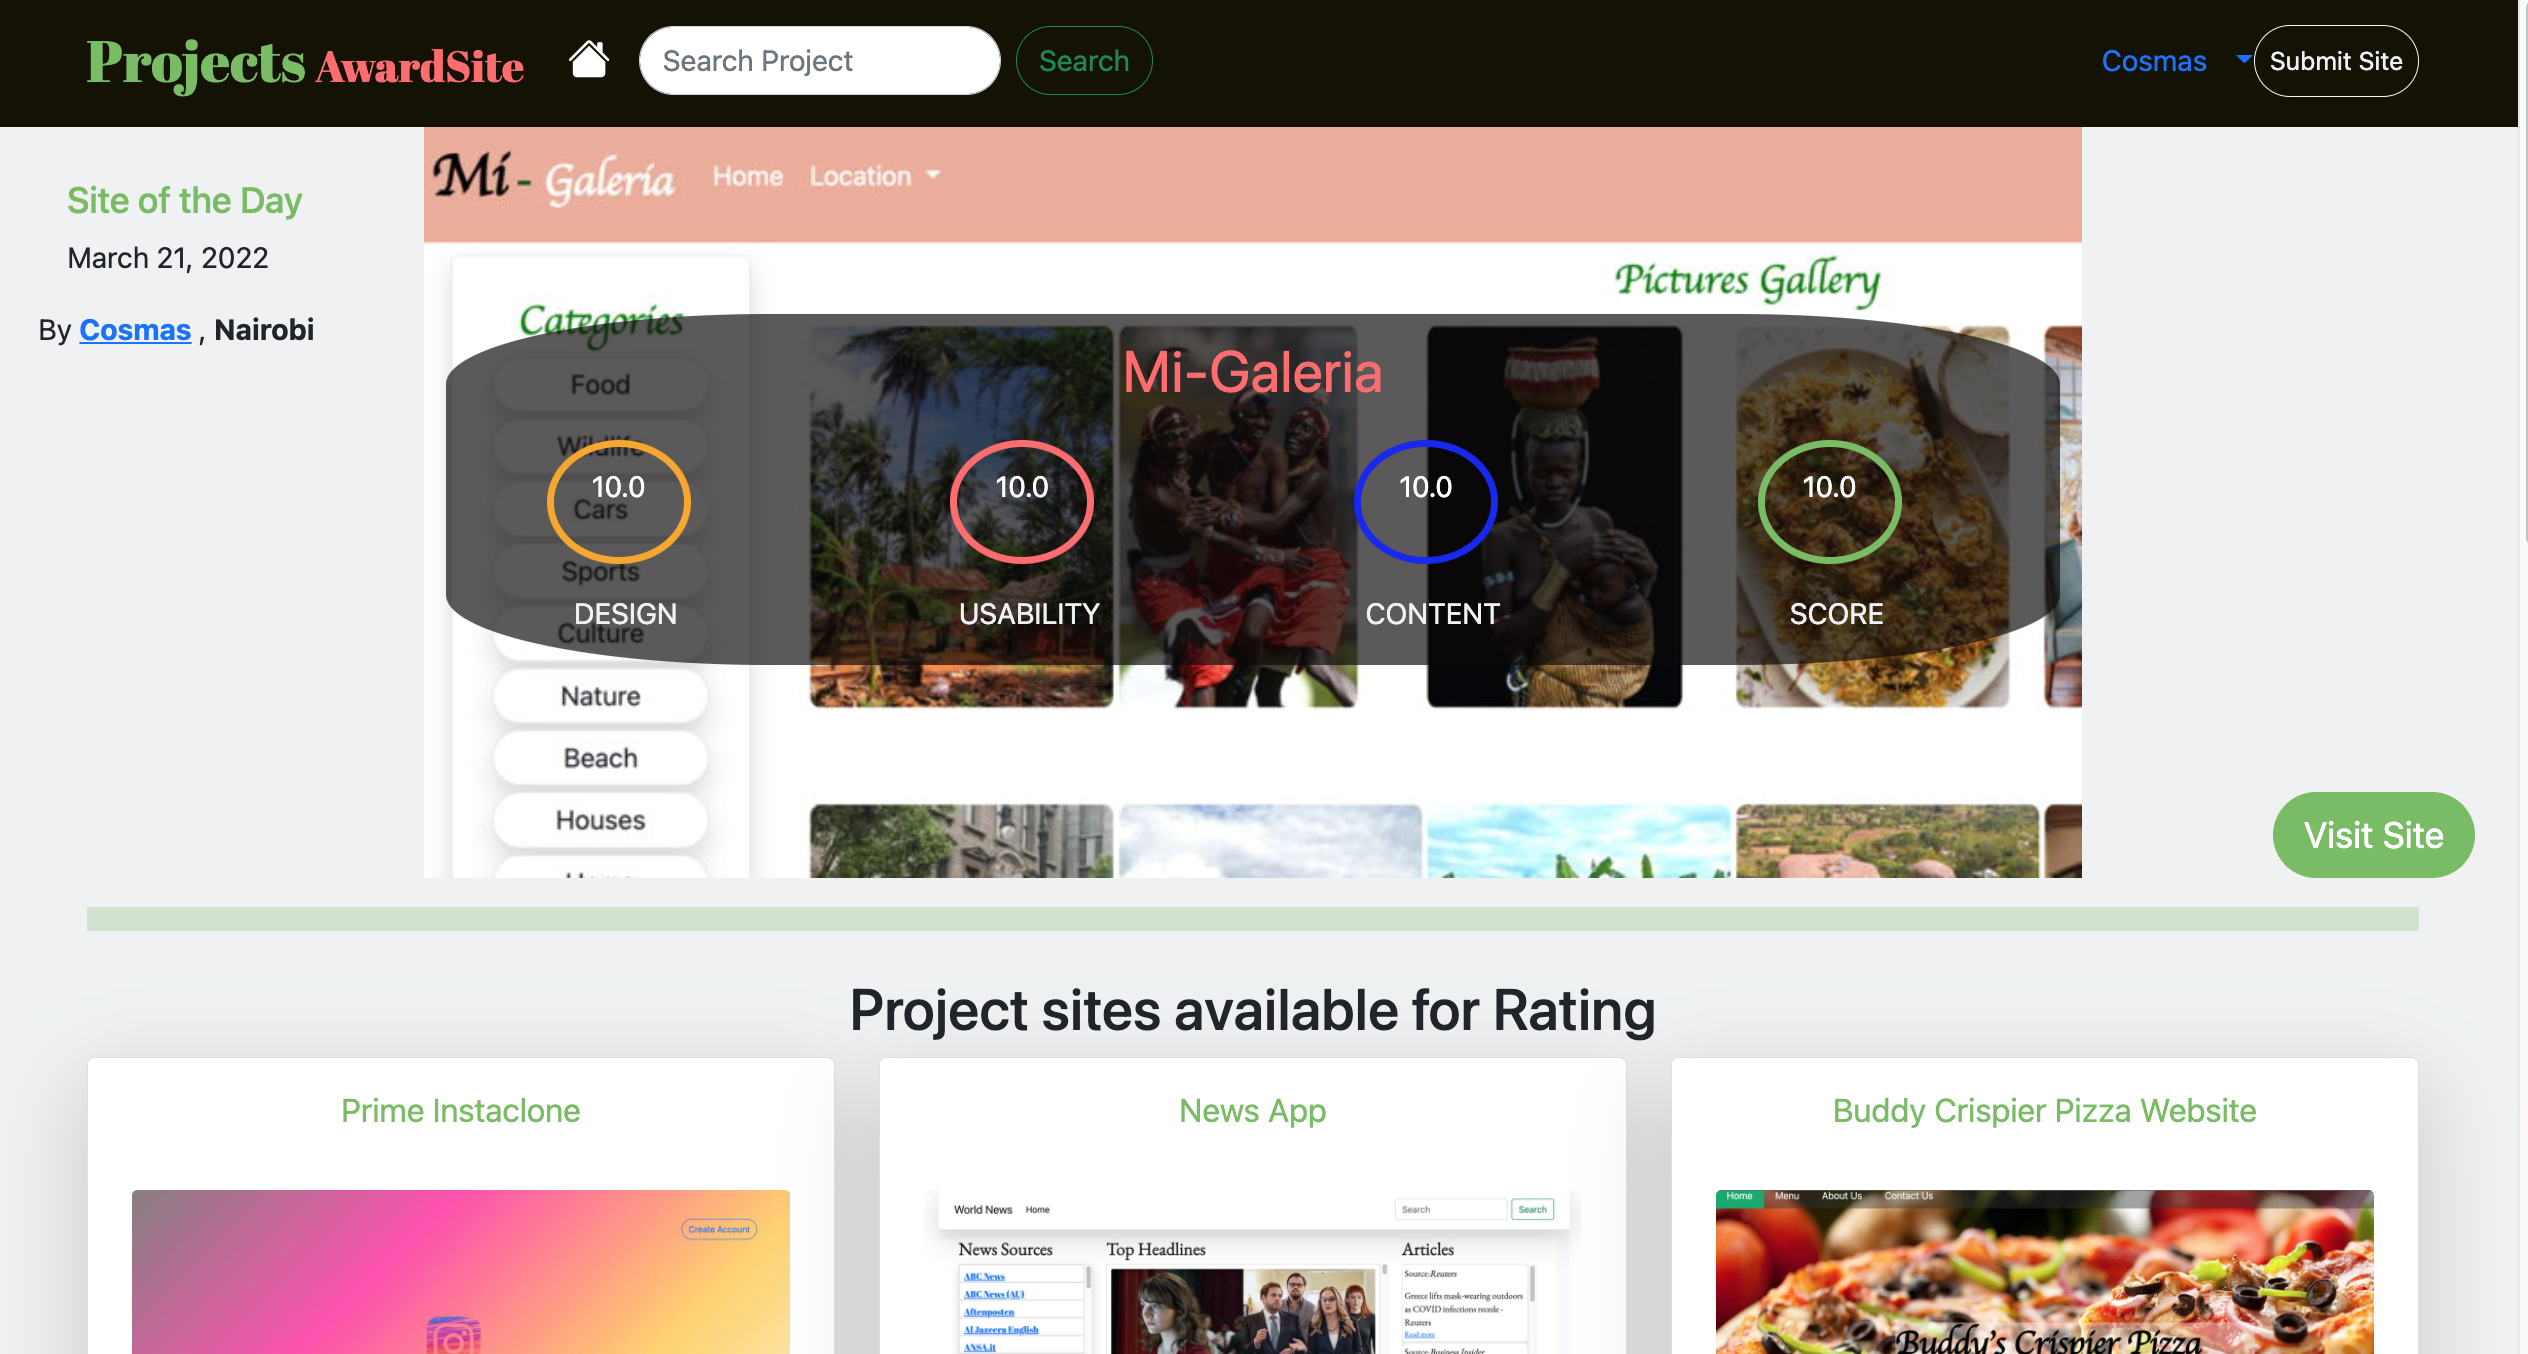 Projects AwardSite
Search Project
Search
Cosmas
Submit Site
Site of the Day
March 21, 2022
By Cosmas , Nairobi
Mi - Galeria
Home
Location
Pictures Gallery
Categories
Food
Wildlife
Cars
Sports
Culture
Nature
Beach
Houses
Mi-Galeria
10.0
10.0
10.0
10.0
DESIGN
USABILITY
CONTENT
SCORE
Visit Site
Project sites available for Rating
Prime Instaclone
Create Account
News App
World News
Home
Search
Search
News Sources
ABC News
ABC News (AU)
Aftenposten
Al Jazeera English
ANSA.it
Top Headlines
Articles
Source:Reuters
Greece lifts mask-wearing outdoors
as COVID infections recede -
Reuters
Read more
Source:Business Insider
Buddy Crispier Pizza Website
Home
Menu
About Us
Contact Us
Buddy's Crispier Pizza